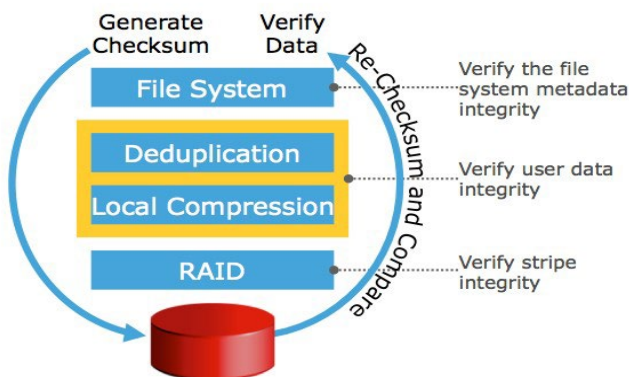 Generate
Checksum
Verify
Data
Re-Checksum and Compare
File System
Deduplication
Local Compression
RAID
Verify the file
system metadata
integrity
Verify user data
integrity
Verify stripe
integrity